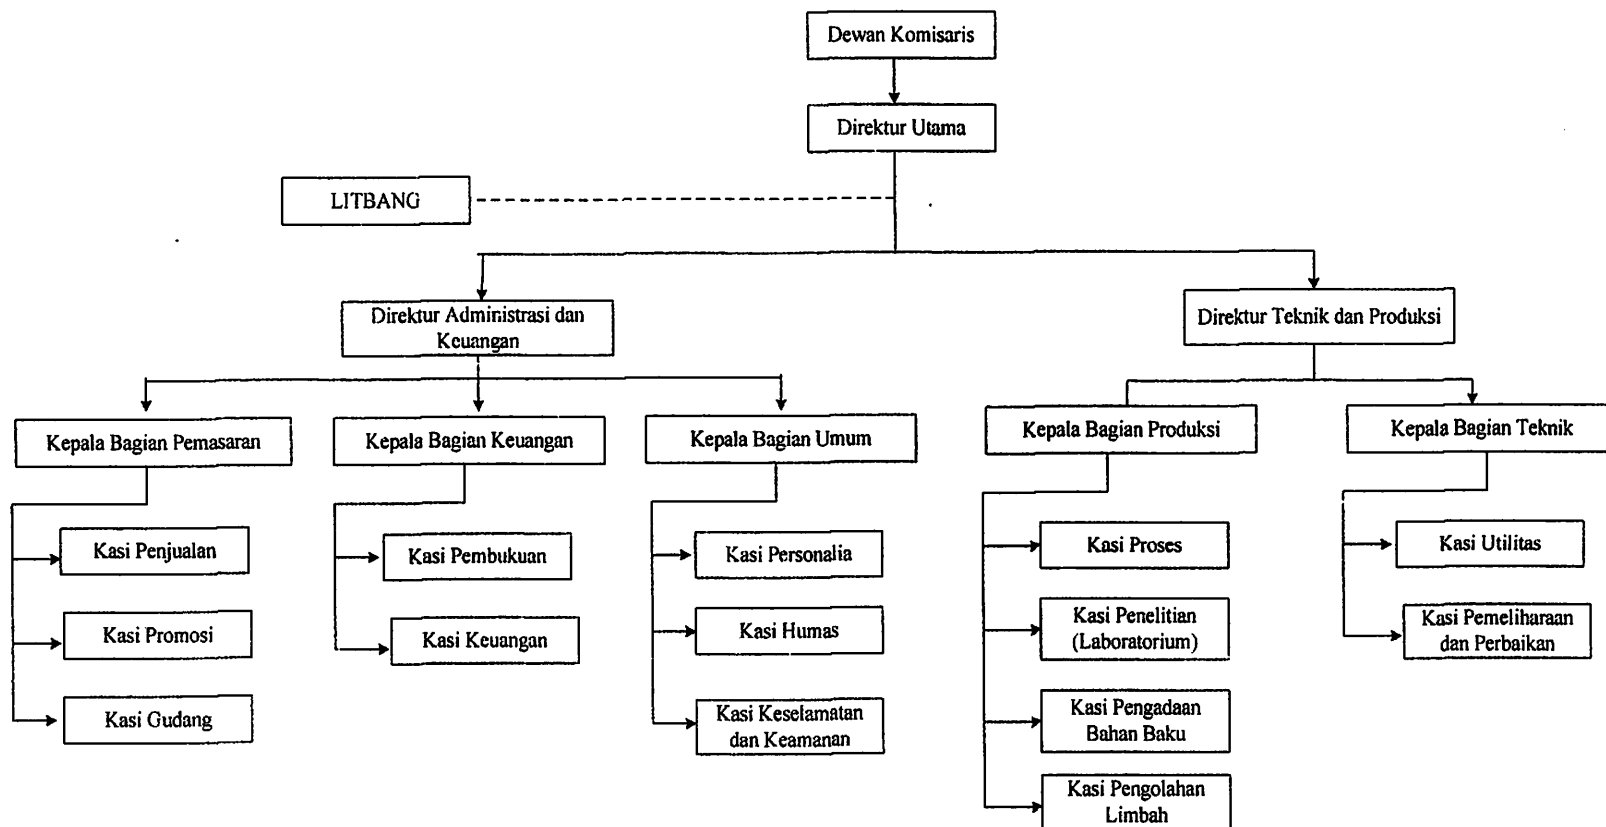 Dewan Komisaris
Direktur Utama
LITBANG
Direktur Administrasi dan
Keuangan
Direktur Teknik dan Produksi
Kepala Bagian Pemasaran
Kepala Bagian Keuangan
Kepala Bagian Umum
Kepala Bagian Produksi
Kepala Bagian Teknik
Kasi Penjualan
Kasi Promosi
Kasi Gudang
Kasi Pembukuan
Kasi Keuangan
Kasi Personalia
Kasi Humas
Kasi Keselamatan
dan Keamanan
Kasi Proses
Kasi Penelitian
(Laboratorium)
Kasi Pengadaan
Bahan Baku
Kasi Pengolahan
Limbah
Kasi Utilitas
Kasi Pemeliharaan
dan Perbaikan